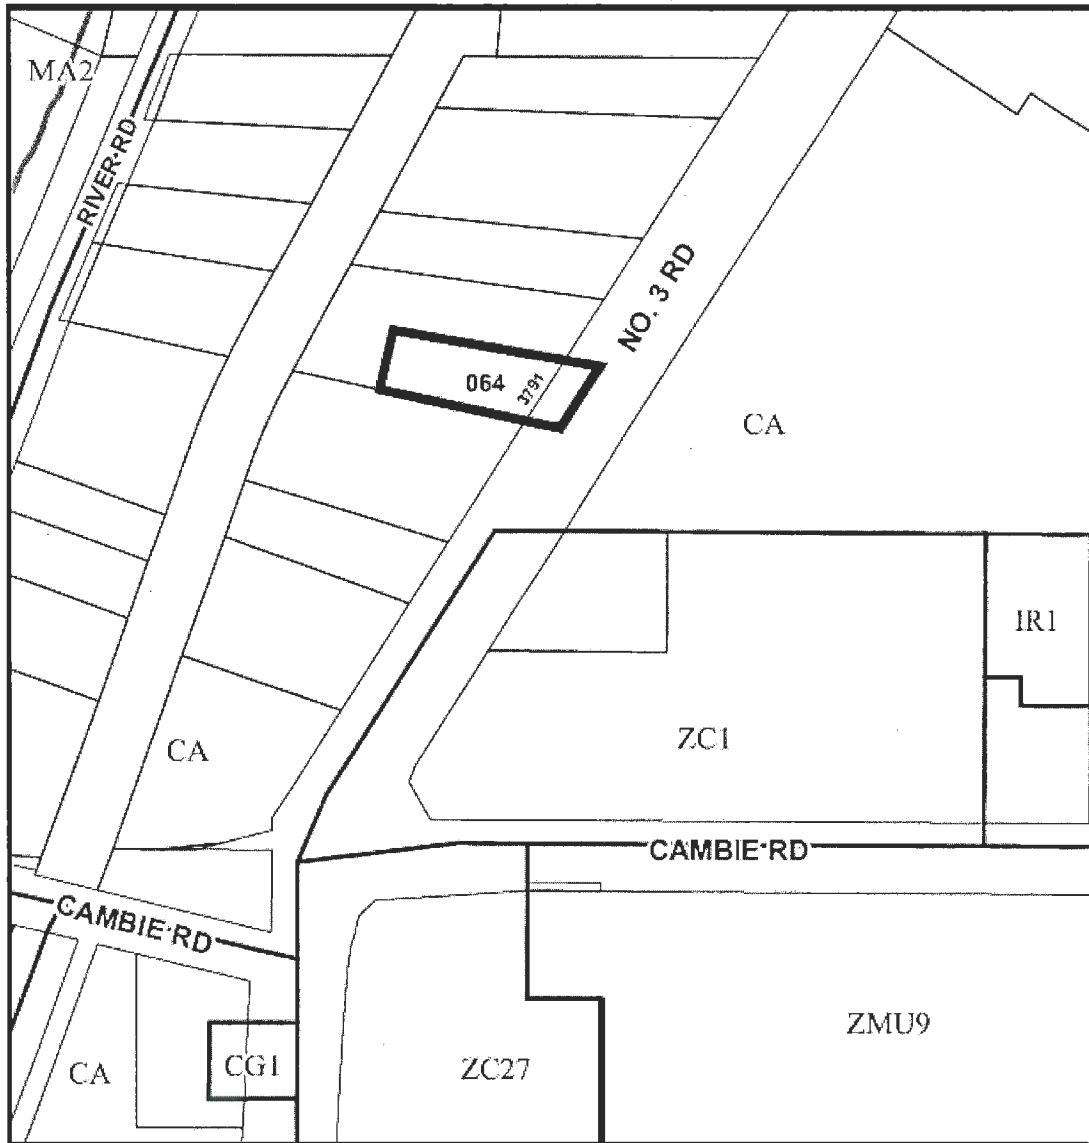 MA2
RIVER RD
NO. 3 RD
064
3791
CA
IR1
ZC1
CA
CAMBIE RD
CAMBIE RD
ZMU9
CA
CG1
ZC27